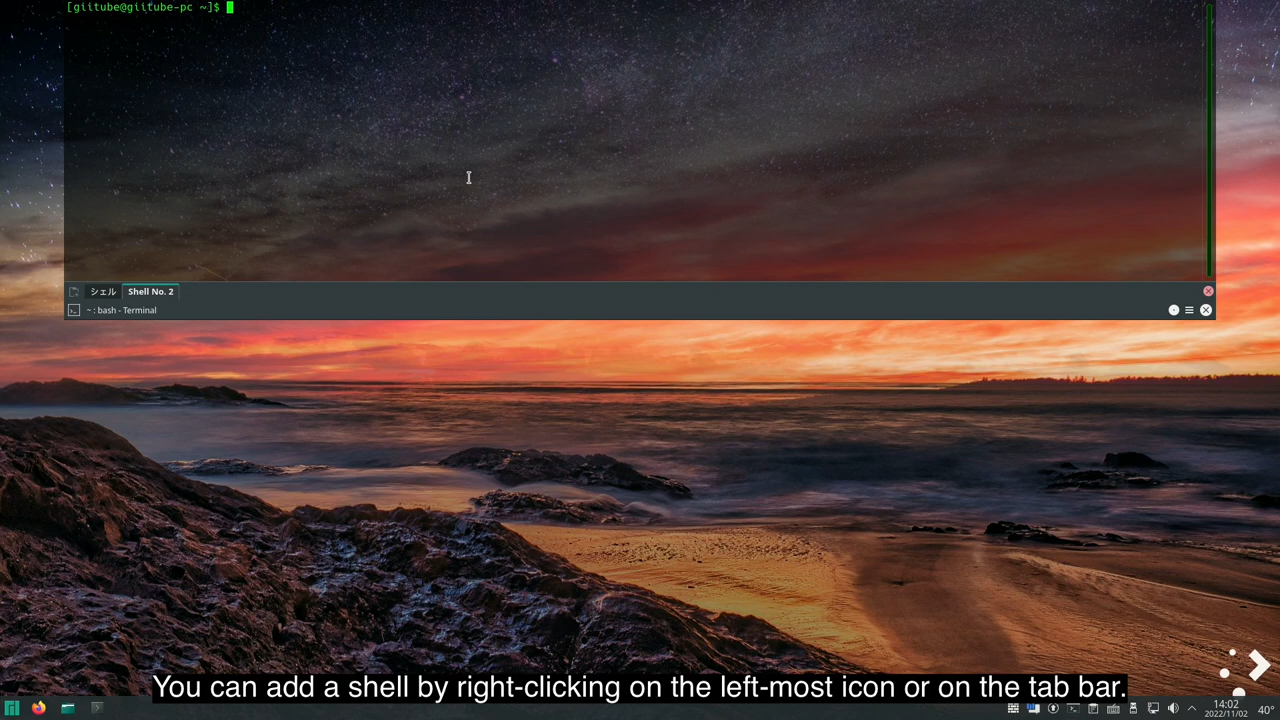 [giitube@giitube-pc ~]$
シェル Shell No. 2
~ : bash - Terminal
You can add a shell by right-clicking on the left-most icon or on the tab bar.
14:02
2022/11/02
40°